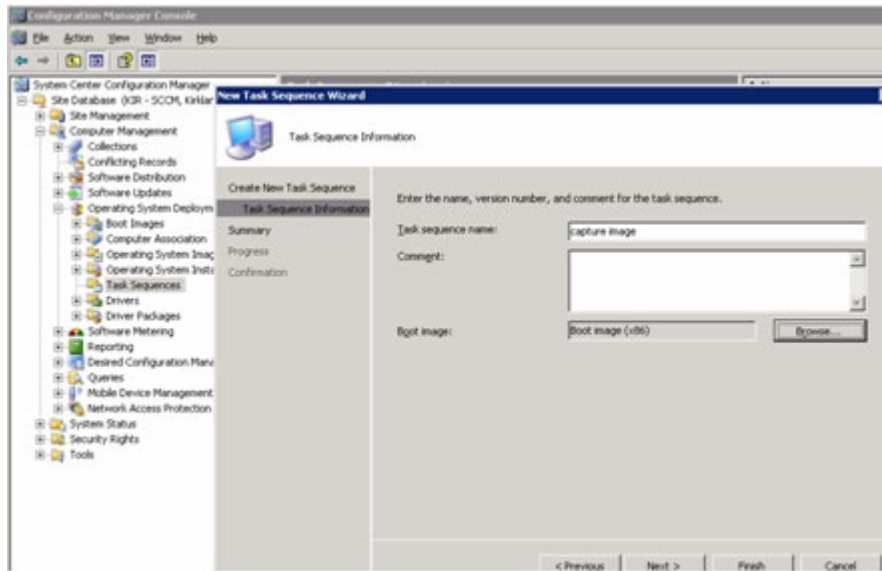 Configuration Manager Console
File Action View Window Help
System Center Configuration Manager
Site Database (KIR - SCCM, Kirklan
Site Management
Computer Management
Collections
Conflicting Records
Software Distribution
Software Updates
Operating System Deploym
Boot Images
Computer Association
Operating System Imag
Operating System Insta
Task Sequences
Drivers
Driver Packages
Software Metering
Reporting
Desired Configuration Mana
Queries
Mobile Device Management
Network Access Protection
System Status
Security Rights
Tools
New Task Sequence Wizard
Task Sequence Information
Create New Task Sequence
Task Sequence Information
Summary
Progress
Confirmation
Enter the name, version number, and comment for the task sequence.
Task sequence name: capture image
Comment:
Boot image: Boot image (x86) Browse...
< Previous Next > Finish Cancel